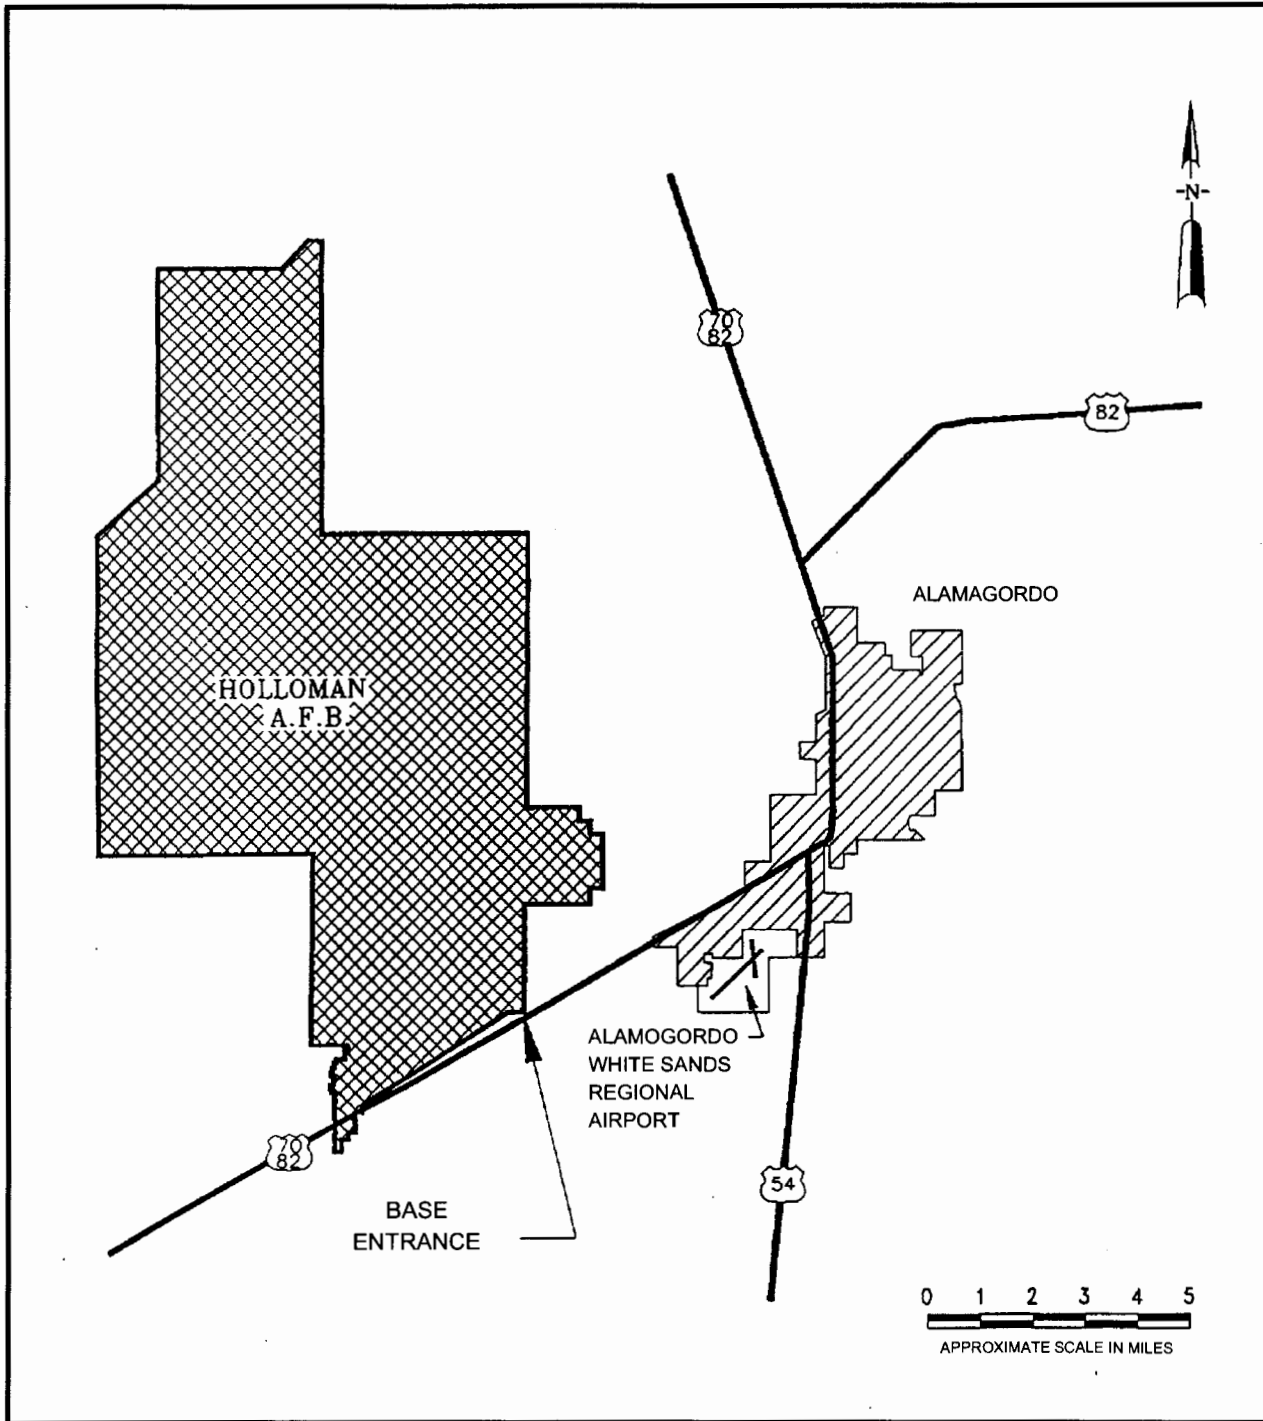 -N-
70
82
82
ALAMAGORDO
HOLLOMAN
A.F.B.
ALAMOGORDO
WHITE SANDS
REGIONAL
AIRPORT
70
82
54
BASE
ENTRANCE
0 1 2 3 4 5
APPROXIMATE SCALE IN MILES